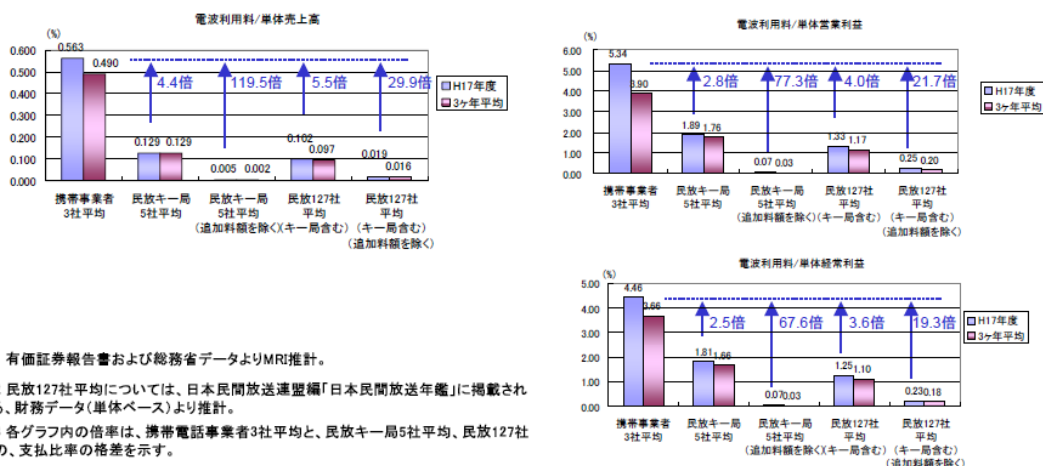 電波利用料/単体売上高
(%)
0.600
0.500
0.400
0.300
0.200
0.100
0.000
0.563
0.490
0.129 0.129
0.005 0.002
0.102
0.097
0.019
0.016
4.4倍
119.5倍
5.5倍
29.9倍
H17年度
3ヶ年平均
携帯事業者
3社平均
民放キー局
5社平均
民放キー局
5社平均
(追加料額を除く)
民放127社
平均
(キー局含む)
民放127社
平均
(キー局含む)
(追加料額を除く)
電波利用料/単体営業利益
(%)
6.00
5.00
4.00
3.00
2.00
1.00
0.00
5.34
3.90
1.89 1.76
0.07 0.03
1.33
1.17
0.25 0.20
2.8倍
77.3倍
4.0倍
21.7倍
H17年度
3ヶ年平均
携帯事業者
3社平均
民放キー局
5社平均
民放キー局
5社平均
(追加料額を除く)
民放127社
平均
(キー局含む)
民放127社
平均
(キー局含む)
(追加料額を除く)
電波利用料/単体経常利益
(%)
5.00
4.00
3.00
2.00
1.00
0.00
4.46
3.66
1.81 1.66
0.07 0.03
1.25 1.10
0.23 0.18
2.5倍
67.6倍
3.6倍
19.3倍
H17年度
3ヶ年平均
携帯事業者
3社平均
民放キー局
5社平均
民放キー局
5社平均
(追加料額を除く)
民放127社
平均
(キー局含む)
民放127社
平均
(キー局含む)
(追加料額を除く)
有価証券報告書および総務省データよりMRI推計。
民放127社平均については、日本民間放送連盟編「日本民間放送年鑑」に掲載され
、財務データ(単体ベース)より推計。
各グラフ内の倍率は、携帯電話事業者3社平均と、民放キー局5社平均、民放127社
の、支払比率の格差を示す。